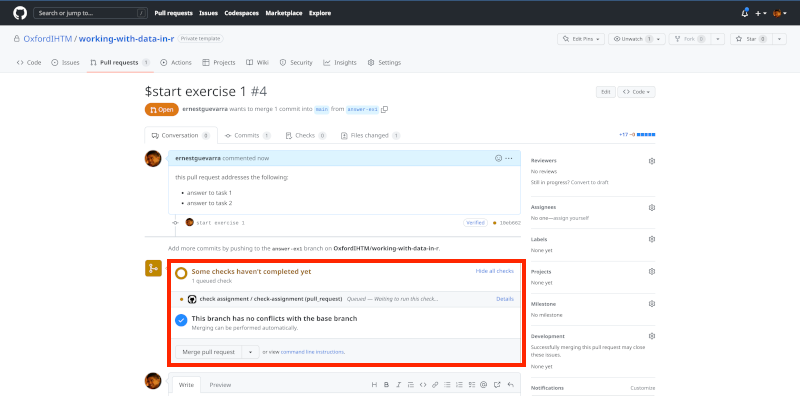 Search or jump to... /
Pull requests Issues Codespaces Marketplace Explore
OxfordIHTM / working-with-data-in-r Private template
Edit Pins Unwatch 1 Fork 0 Star 0
Code Issues Pull requests 1 Actions Projects Wiki Security Insights Settings
$start exercise 1 #4
Edit <> Code
Open ernestguevarra wants to merge 1 commit into main from answer-ex1
Conversation 0 Commits 1 Checks 0 Files changed 1
+17 −0
ernestguevarra commented now
this pull request addresses the following:
• answer to task 1
• answer to task 2
start exercise 1 Verified
Add more commits by pushing to the answer-ex1 branch on OxfordIHTM/working-with-data-in-r.
Some checks haven't completed yet Hide all checks
1 queued check
check assignment / check-assignment (pull_request) Queued — Waiting to run this check... Details
This branch has no conflicts with the base branch
Merging can be performed automatically.
Merge pull request or view command line instructions.
Write Preview
Reviewers
No reviews
Still in progress? Convert to draft
Assignees
No one—assign yourself
Labels
None yet
Projects
None yet
Milestone
No milestone
Development
Successfully merging this pull request may close
these issues.
None yet
Notifications Customise